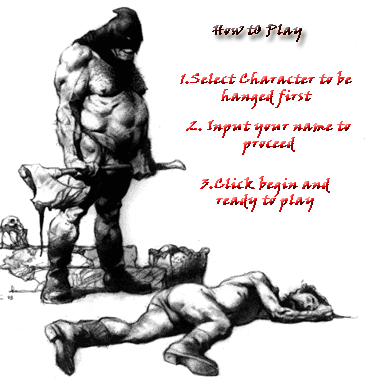 How to Play
1.Select Character to be
hanged first
2. Input your name to
proceed
3.Click begin and
ready to play